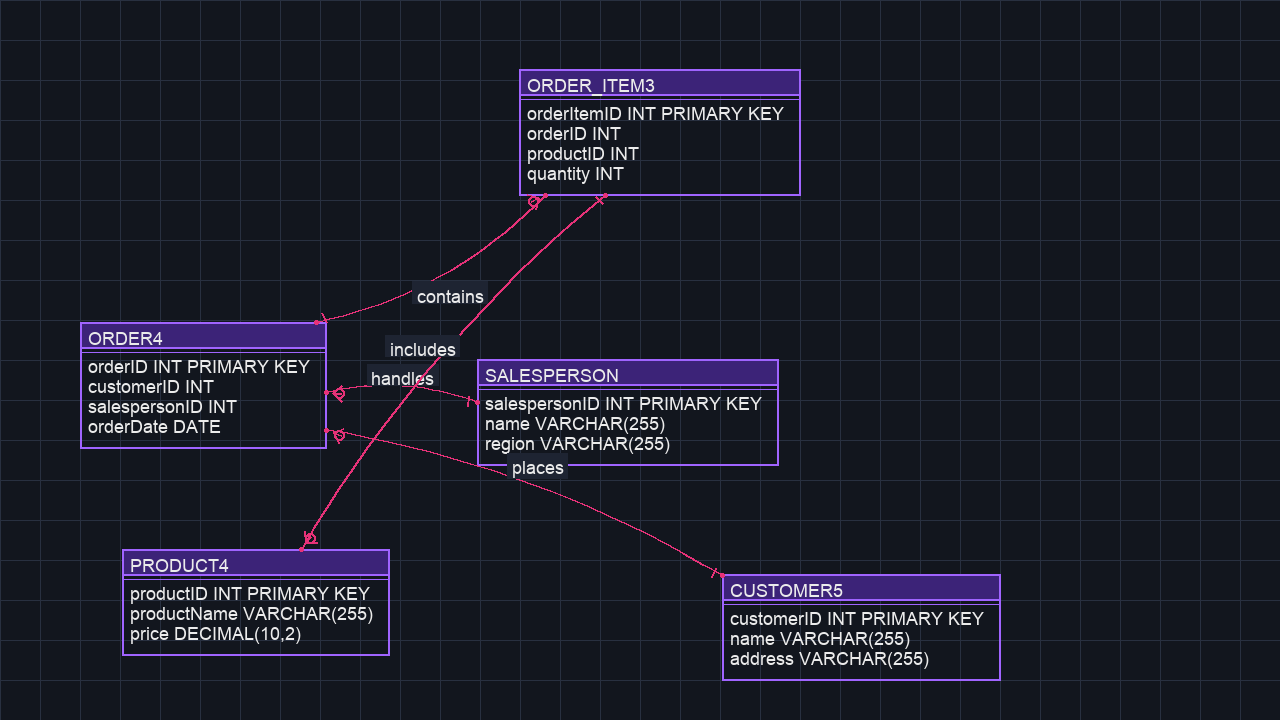 ORDER_ITEM3
orderItemID INT PRIMARY KEY
orderID INT
productID INT
quantity INT
contains
ORDER4
orderID INT PRIMARY KEY
customerID INT
salespersonID INT
orderDate DATE
includes
handles
SALESPERSON
salespersonID INT PRIMARY KEY
name VARCHAR(255)
region VARCHAR(255)
places
PRODUCT4
productID INT PRIMARY KEY
productName VARCHAR(255)
price DECIMAL(10,2)
CUSTOMER5
customerID INT PRIMARY KEY
name VARCHAR(255)
address VARCHAR(255)